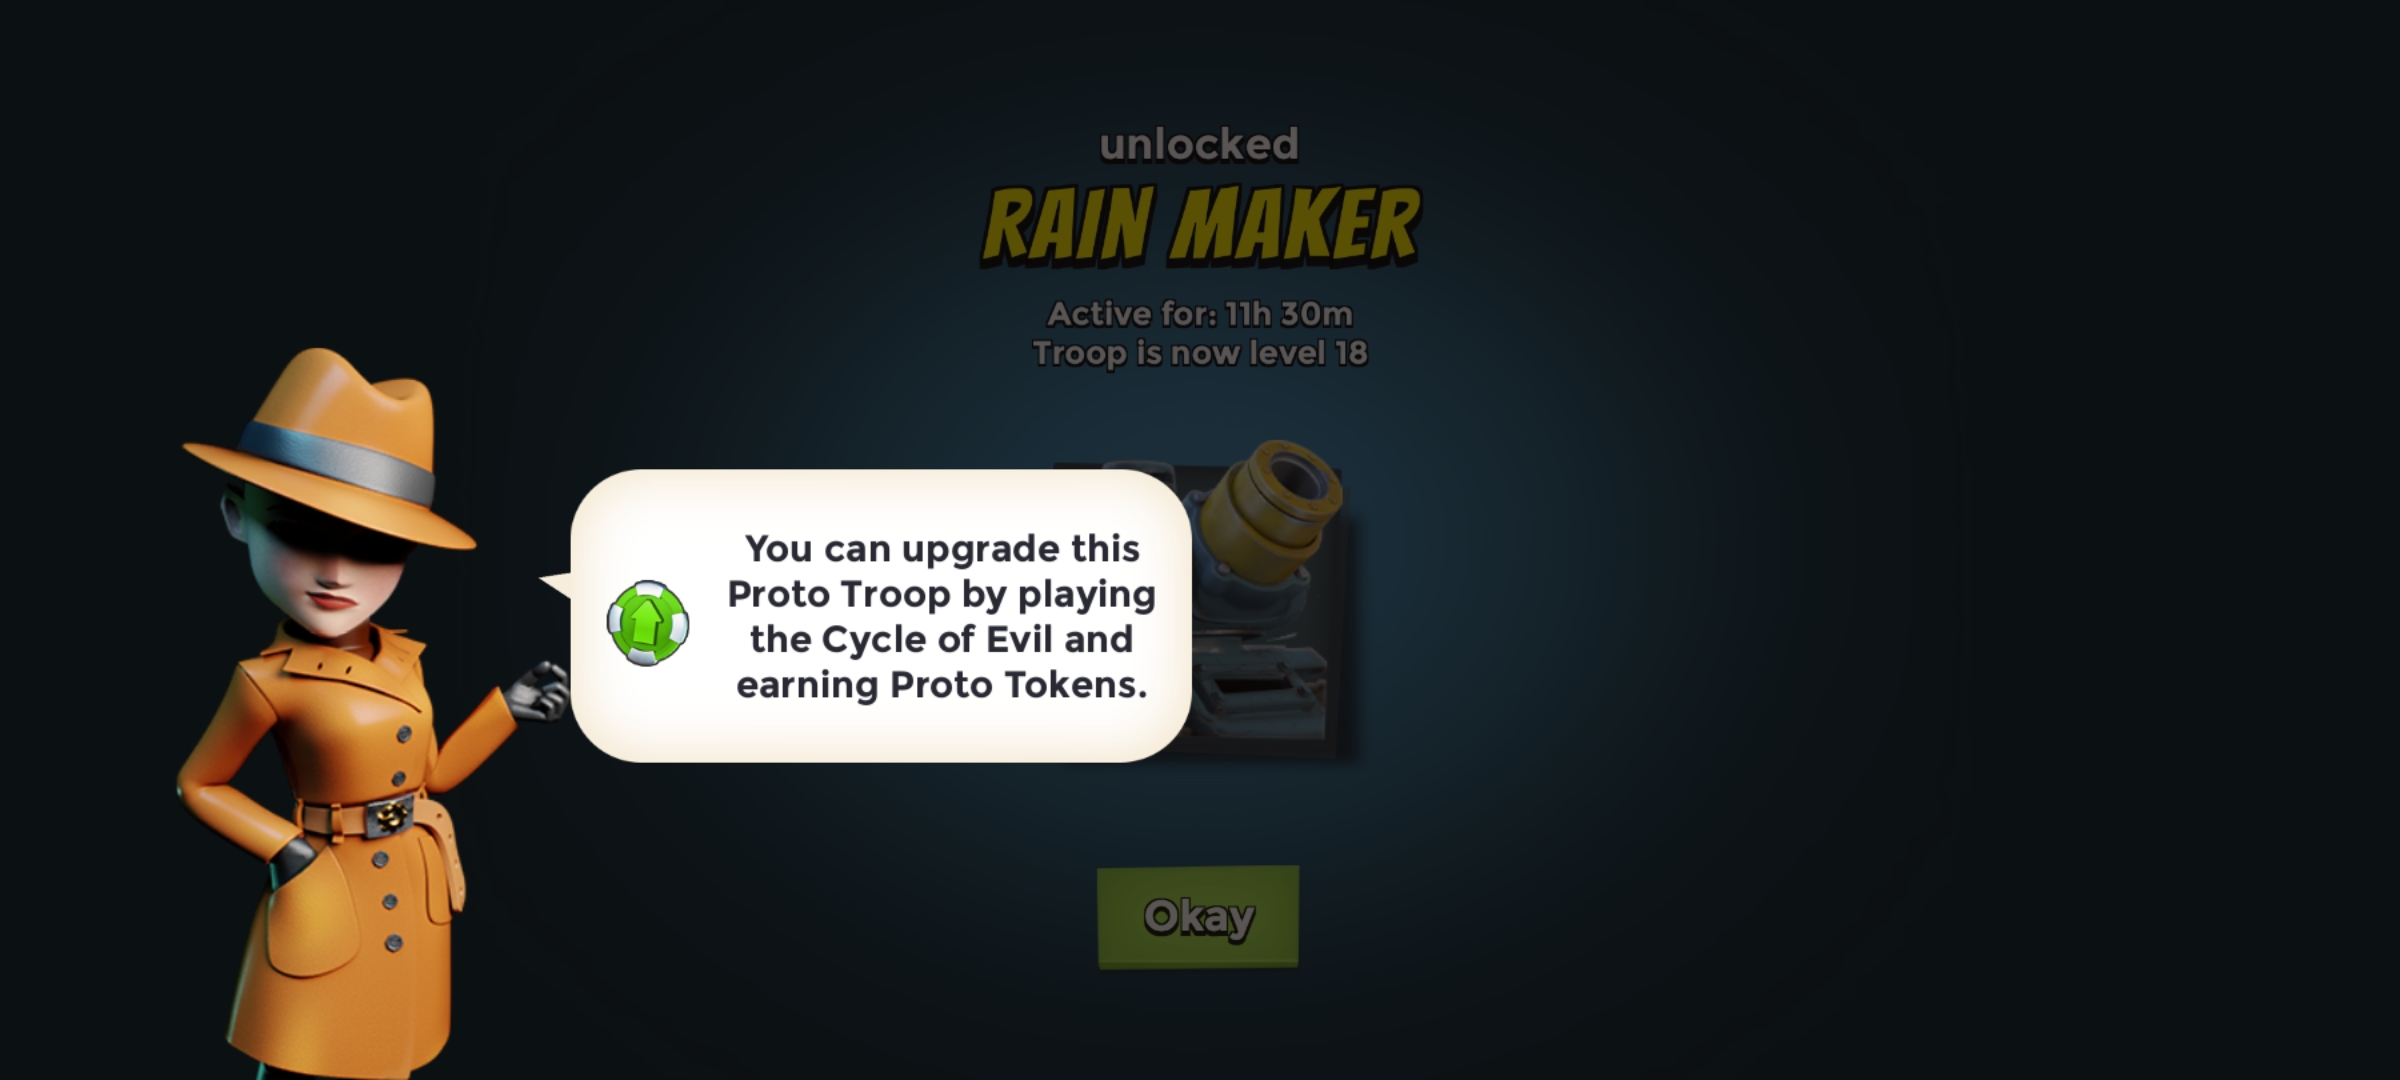 unlocked
RAIN MAKER
Active for: 11h 30m
Troop is now level 18
You can upgrade this
Proto Troop by playing
the Cycle of Evil and
earning Proto Tokens.
Okay